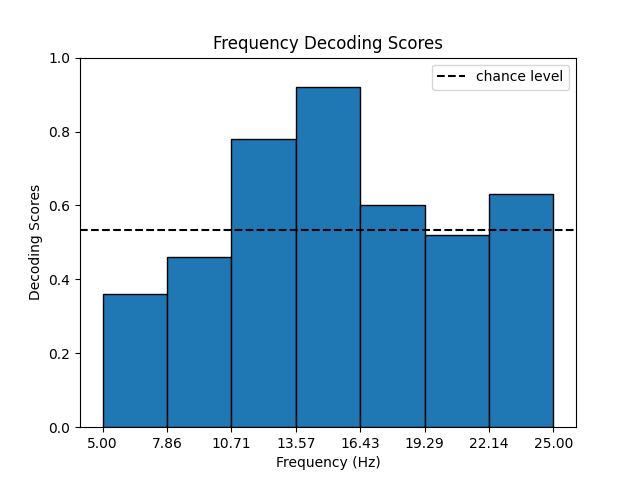 Frequency Decoding Scores
1.0
chance level
0.8
0.6
Decoding Scores
0.4
0.2
0.0
5.00 7.86 10.71 13.57 16.43 19.29 22.14 25.00
Frequency (Hz)